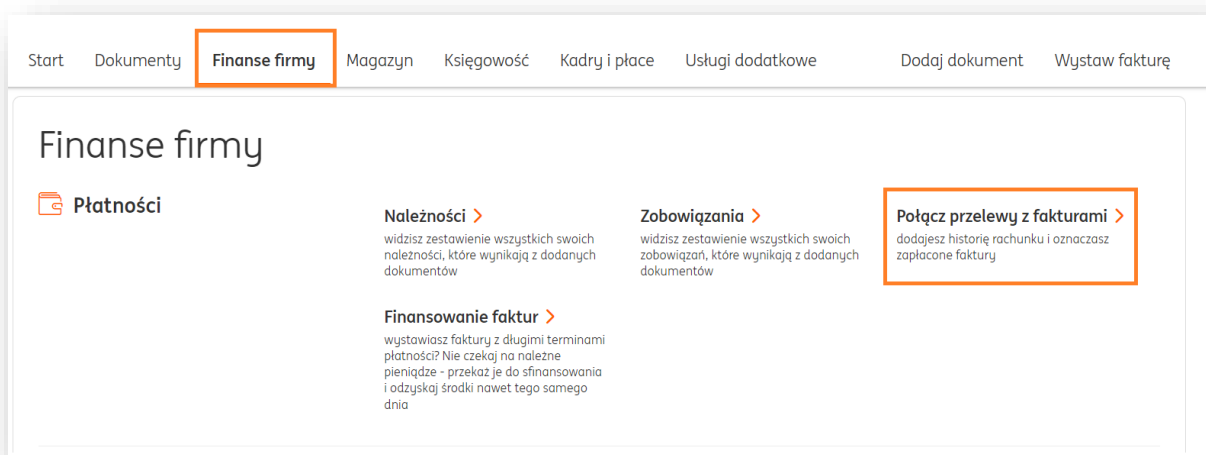 Start Dokumenty Finanse firmy Magazyn Księgowość Kadry i płace Usługi dodatkowe Dodaj dokument Wystaw fakturę
Finanse firmy
Płatności
Należności
widzisz zestawienie wszystkich swoich
należności, które wynikają z dodanych
dokumentów
Zobowiązania
widzisz zestawienie wszystkich swoich
zobowiązań, które wynikają z dodanych
dokumentów
Połącz przelewy z fakturami
dodajesz historię rachunku i oznaczasz
zapłacone faktury
Finansowanie faktur
wystawiasz faktury z długimi terminami
płatności? Nie czekaj na należne
pieniądze - przekaż je do sfinansowania
i odzyskaj środki nawet tego samego
dnia